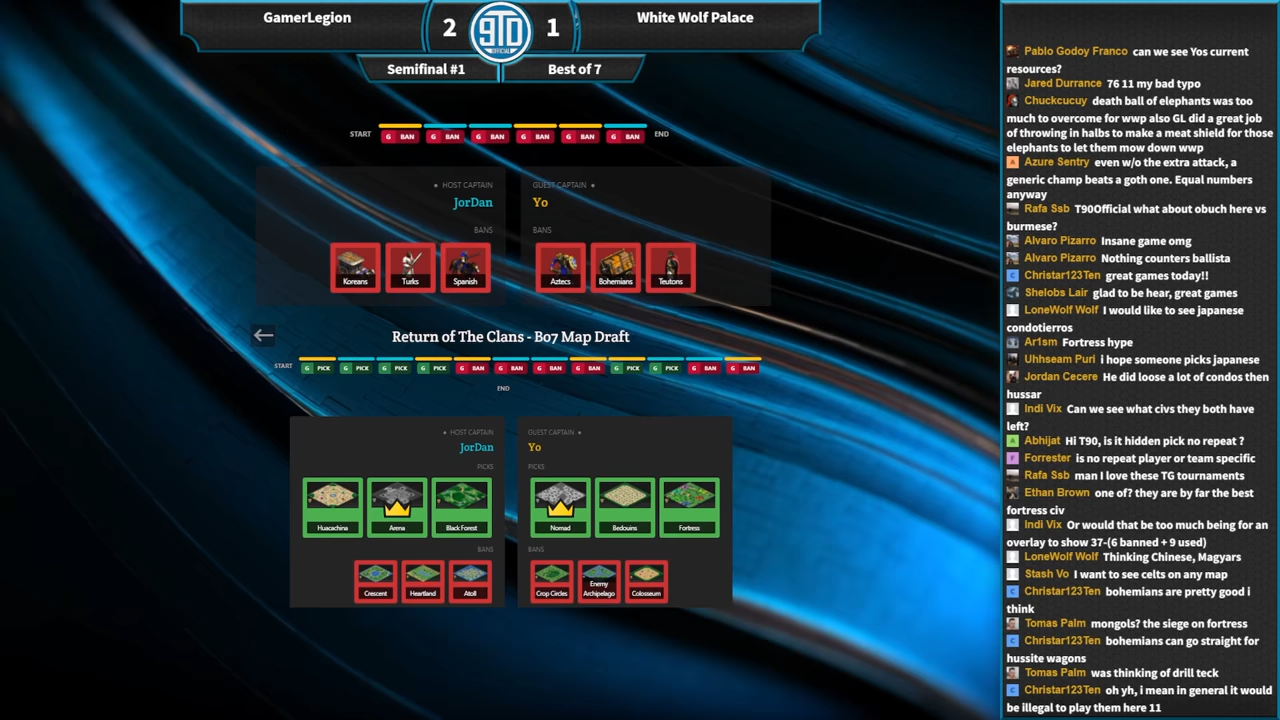 GamerLegion
2
9TD
OFFICIAL
1
White Wolf Palace
Semifinal #1
Best of 7
START
G BAN
G BAN
G BAN
G BAN
G BAN
G BAN
END
HOST CAPTAIN
JorDan
BANS
Koreans
Turks
Spanish
GUEST CAPTAIN
Yo
BANS
Aztecs
Bohemians
Teutons
Return of The Clans - Bo7 Map Draft
START
G PICK
G PICK
G PICK
G PICK
G BAN
G BAN
G BAN
G BAN
G PICK
G PICK
G BAN
G BAN
END
HOST CAPTAIN
JorDan
PICKS
Huacachina
Arena
Black Forest
BANS
Crescent
Heartland
Atoll
GUEST CAPTAIN
Yo
PICKS
Nomad
Bedouins
Fortress
BANS
Crop Circles
Enemy
Archipelago
Colosseum
Pablo Godoy Franco can we see Yos current
resources?
Jared Durrance 76 11 my bad typo
Chuckcucuy death ball of elephants was too
much to overcome for wwp also GL did a great job
of throwing in halbs to make a meat shield for those
elephants to let them mow down wwp
A Azure Sentry even w/o the extra attack, a
generic champ beats a goth one. Equal numbers
anyway
Rafa Ssb T90Official what about obuch here vs
burmese?
Alvaro Pizarro Insane game omg
Alvaro Pizarro Nothing counters ballista
C Christar123Ten great games today!!
Shelobs Lair glad to be hear, great games
LoneWolf Wolf I would like to see japanese
condotierros
Ar1sm Fortress hype
Uhhseam Puri i hope someone picks japanese
Jordan Cecere He did loose a lot of condos then
hussar
Indi Vix Can we see what civs they both have
left?
A Abhijat Hi T90, is it hidden pick no repeat ?
F Forrester is no repeat player or team specific
Rafa Ssb man I love these TG tournaments
Ethan Brown one of? they are by far the best
fortress civ
Indi Vix Or would that be too much being for an
overlay to show 37-(6 banned + 9 used)
LoneWolf Wolf Thinking Chinese, Magyars
Stash Vo I want to see celts on any map
C Christar123Ten bohemians are pretty good i
think
Tomas Palm mongols? the siege on fortress
C Christar123Ten bohemians can go straight for
hussite wagons
Tomas Palm was thinking of drill teck
C Christar123Ten oh yh, i mean in general it would
be illegal to play them here 11